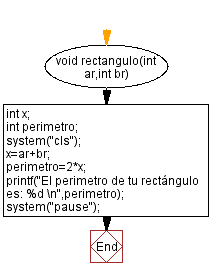 void rectangulo(int
ar,int br)
int x;
int perimetro;
system("cls");
x=ar+br;
perimetro=2*x;
printf("El perimetro de tu rectángulo
es: %d \n",perimetro);
system("pause");
End